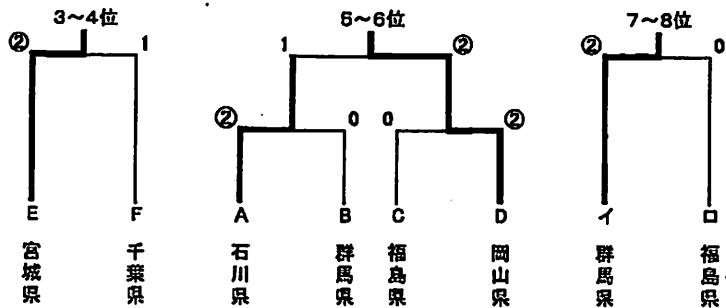 3〜4位 5〜6位 7〜8位
② 1 1 ② ② 0
② 0 0 ②
E F A B C D イ ロ
宮城県 千葉県 石川県 群馬県 福島県 岡山県 群馬県 福島県